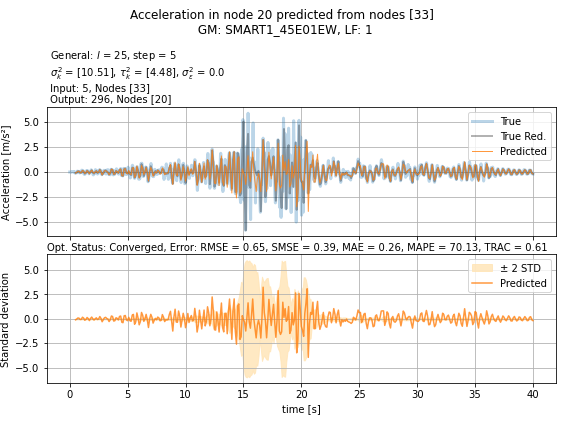 Acceleration in node 20 predicted from nodes [33]
GM: SMART1_45E01EW, LF: 1
General: l = 25, step = 5
σ²ₖ = [10.51], τ²ₖ = [4.48], σ²ε = 0.0
Input: 5, Nodes [33]
Output: 296, Nodes [20]
Acceleration [m/s²]
5.0
2.5
0.0
−2.5
−5.0
True
True Red.
Predicted
Opt. Status: Converged, Error: RMSE = 0.65, SMSE = 0.39, MAE = 0.26, MAPE = 70.13, TRAC = 0.61
Standard deviation
5.0
2.5
0.0
−2.5
−5.0
± 2 STD
Predicted
0 5 10 15 20 25 30 35 40
time [s]